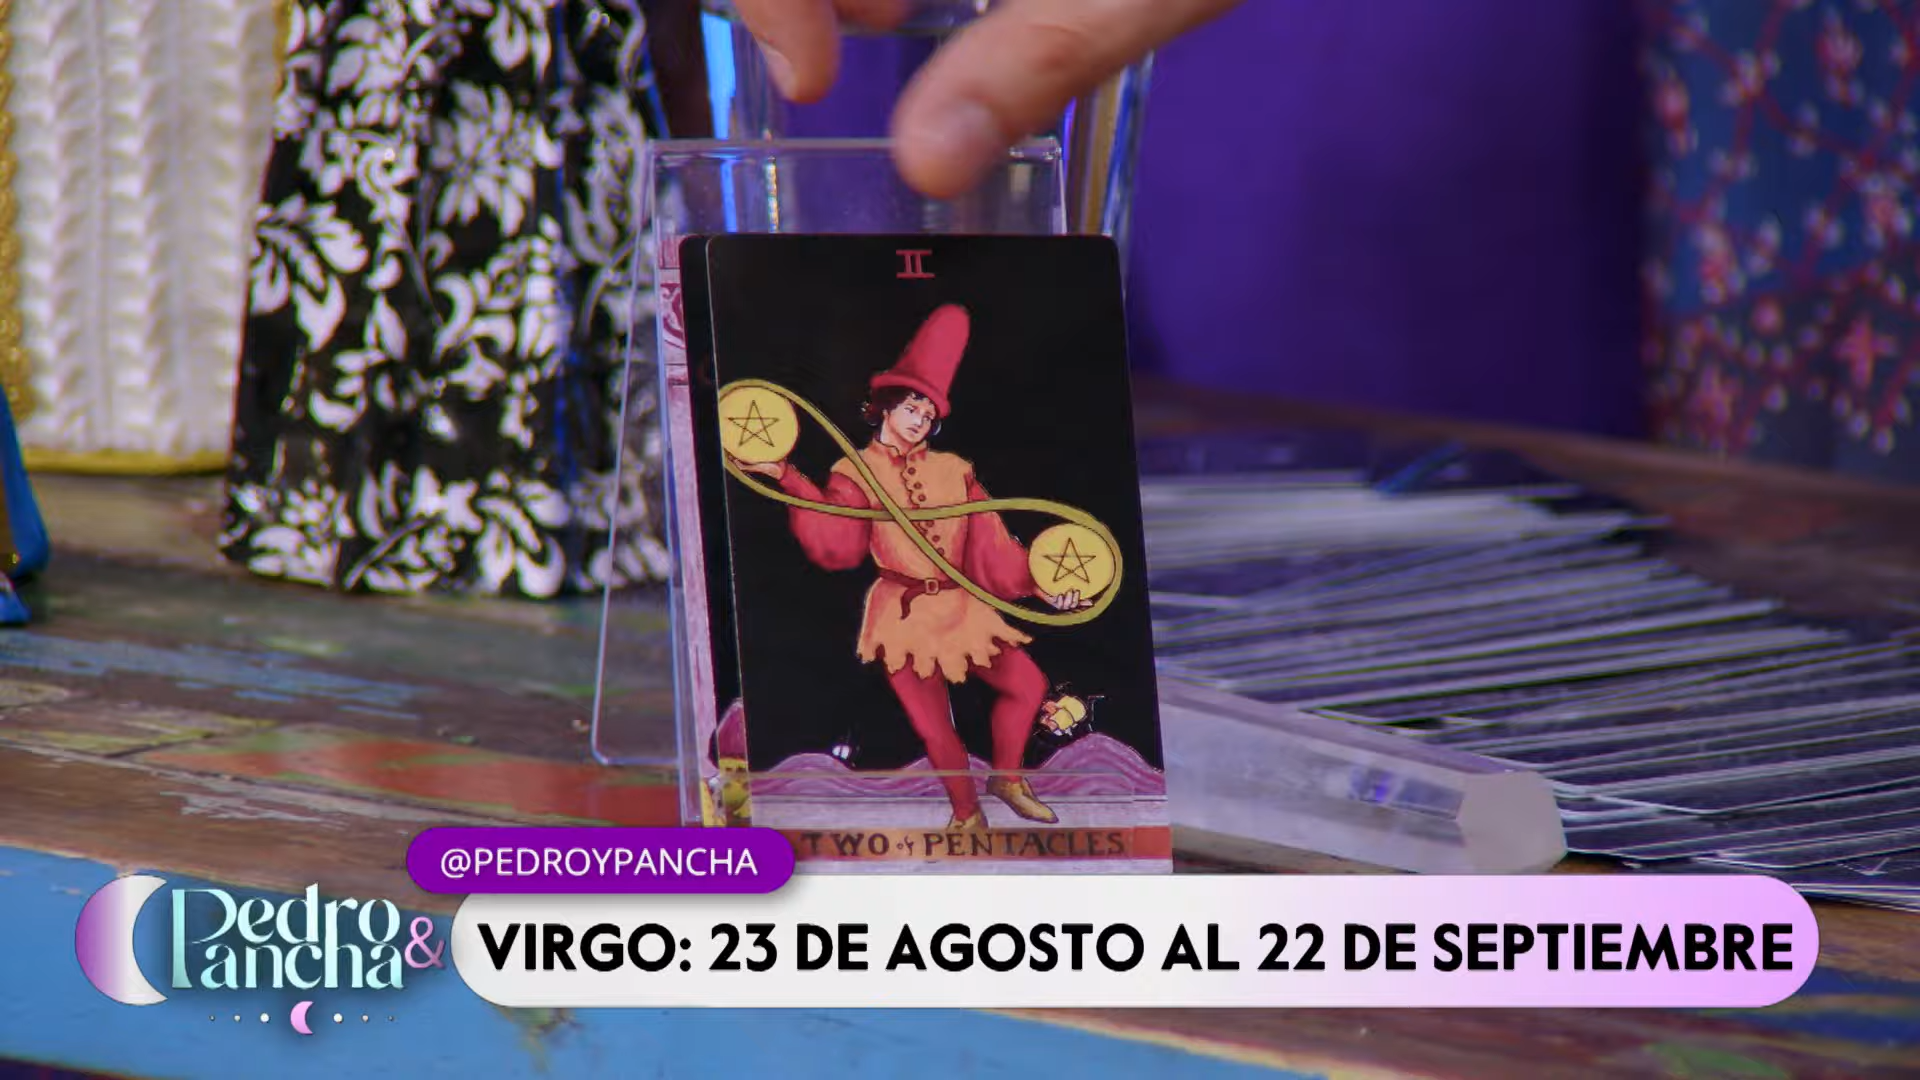 II
TWO of PENTACLES
@PEDROYPANCHA
Pedro &
Pancha
VIRGO: 23 DE AGOSTO AL 22 DE SEPTIEMBRE